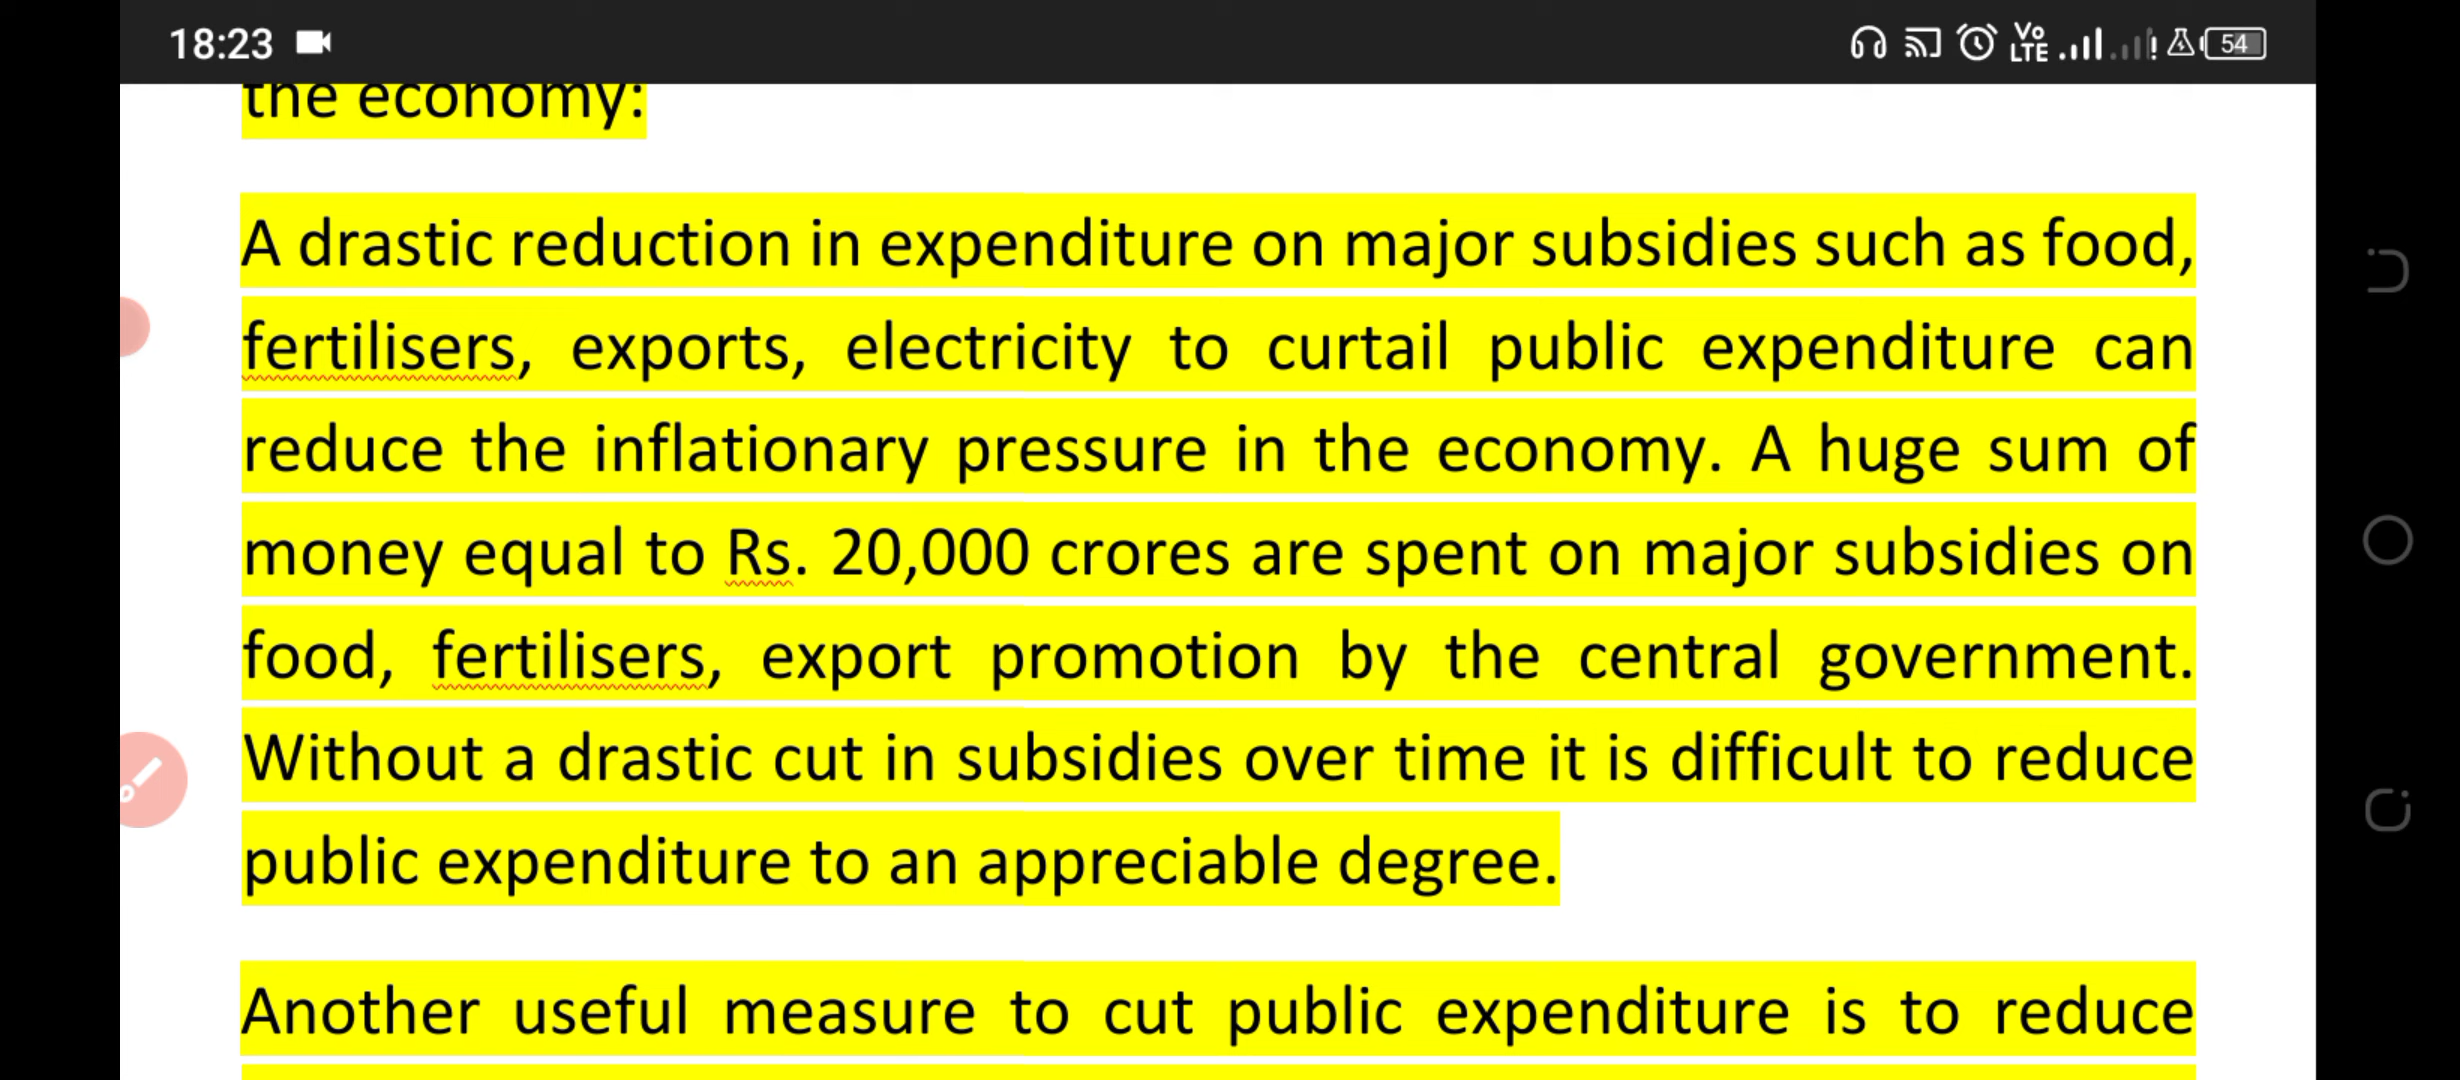 18:23
Vo
LTE
54
the economy:
A drastic reduction in expenditure on major subsidies such as food,
fertilisers, exports, electricity to curtail public expenditure can
reduce the inflationary pressure in the economy. A huge sum of
money equal to Rs. 20,000 crores are spent on major subsidies on
food, fertilisers, export promotion by the central government.
Without a drastic cut in subsidies over time it is difficult to reduce
public expenditure to an appreciable degree.
Another useful measure to cut public expenditure is to reduce